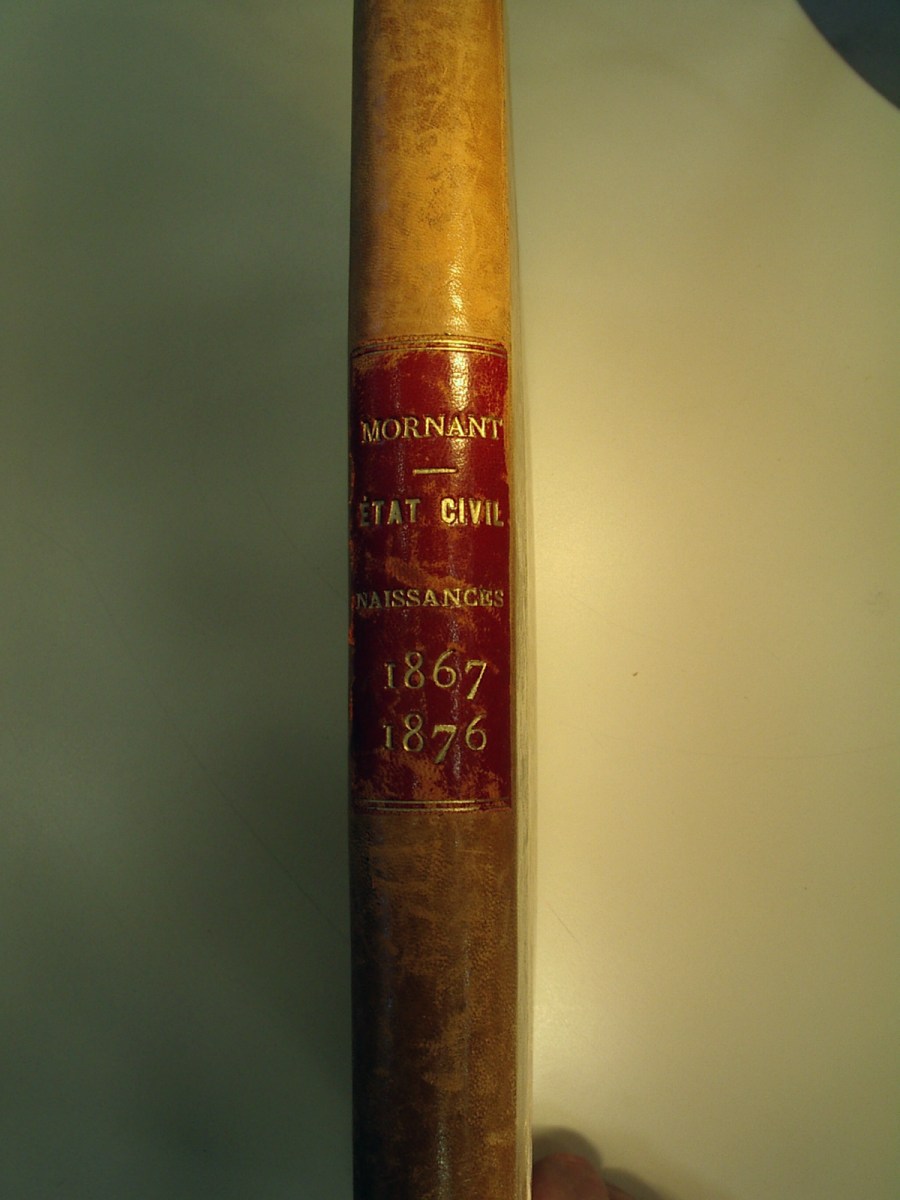 MORNANT
ÉTAT CIVIL
NAISSANCES
1867
1876